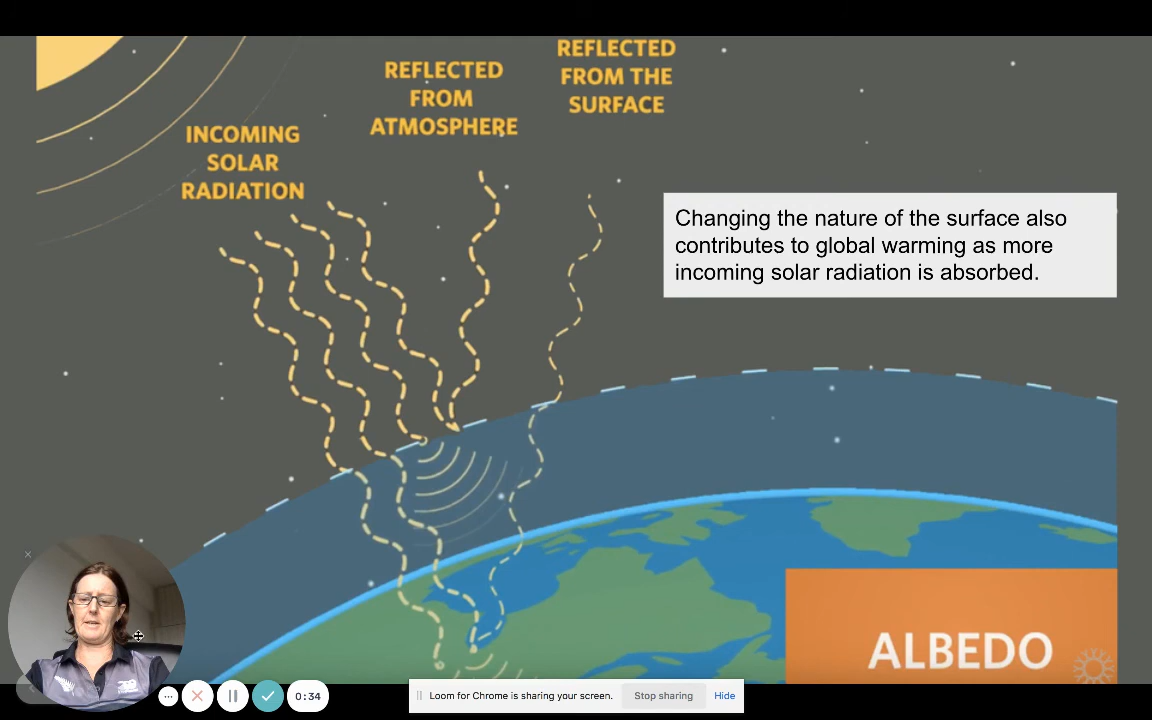 REFLECTED
FROM THE
SURFACE
REFLECTED
FROM
ATMOSPHERE
INCOMING
SOLAR
RADIATION
Changing the nature of the surface also
contributes to global warming as more
incoming solar radiation is absorbed.
ALBEDO
0:34
Loom for Chrome is sharing your screen.
Stop sharing
Hide